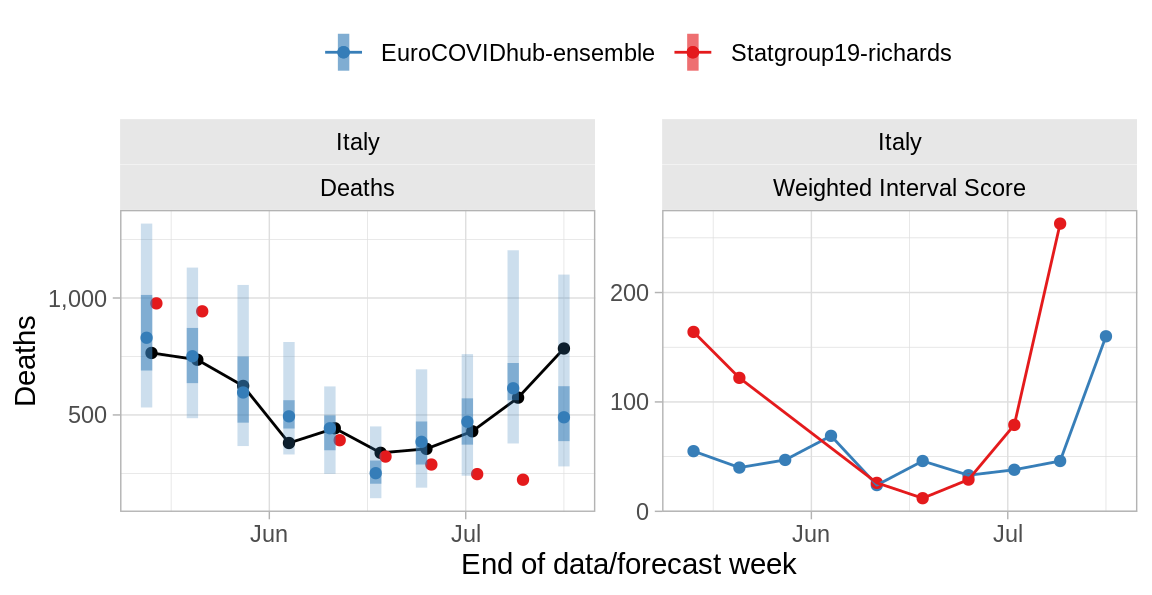 EuroCOVIDhub-ensemble Statgroup19-richards
Italy
Deaths
Italy
Weighted Interval Score
Deaths
1,000
500
Jun
Jul
200
100
0
Jun
Jul
End of data/forecast week